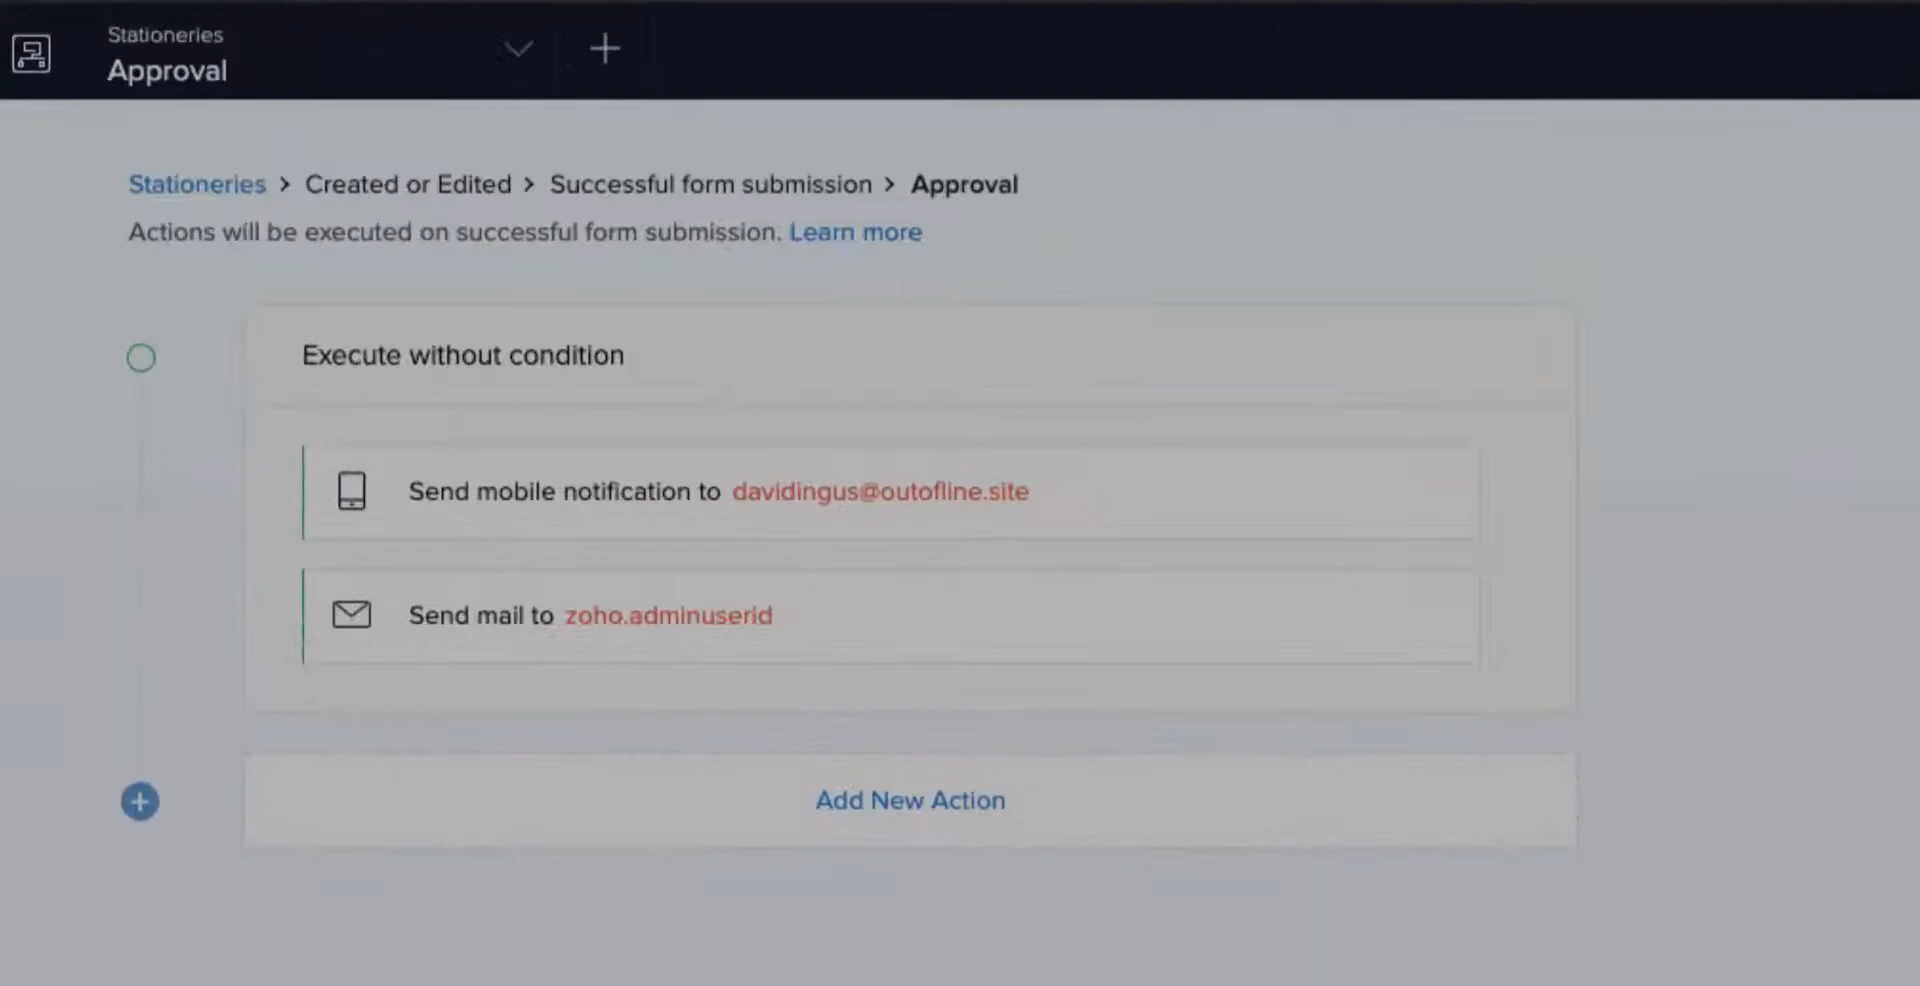 Stationeries
Approval
Stationeries > Created or Edited > Successful form submission > Approval
Actions will be executed on successful form submission. Learn more
Execute without condition
Send mobile notification to davidingus@outofline.site
Send mail to zoho.adminuserid
Add New Action